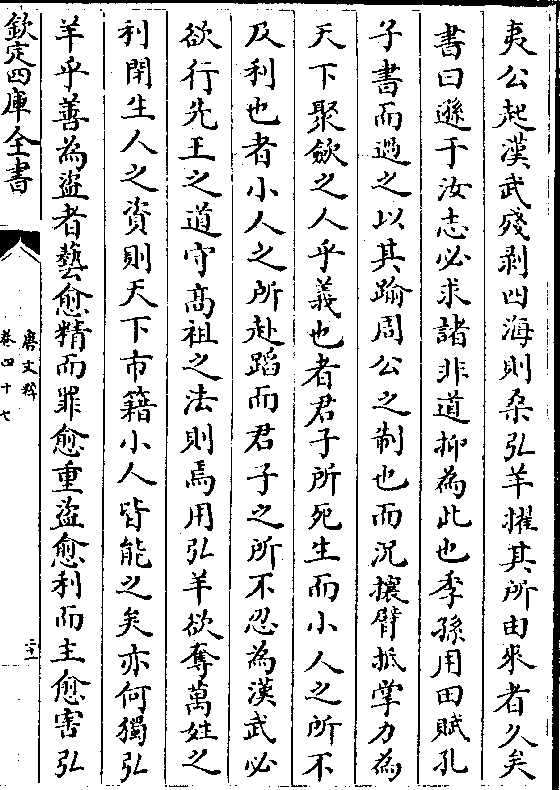 夷公起漢武殘剥四海則桑弘羊擢其所由來者久矣
書曰遜于汝志必求諸非道抑為此也季孫用田賦孔
子書而過之以其踰周公之制也而况攘臂抵掌力為
天下聚斂之人乎義也者君子所死生而小人之所不
及利也者小人之所赴蹈而君子之所不忍為漢武必
欲行先王之道守髙祖之法則焉用弘羊欲奪萬姓之
利閉生人之資則天下市籍小人皆能之矣亦何獨弘
羊乎善為盗者藝愈精而罪愈重盗愈利而主愈害弘
欽定四庫全書
唐文粹
卷四十七